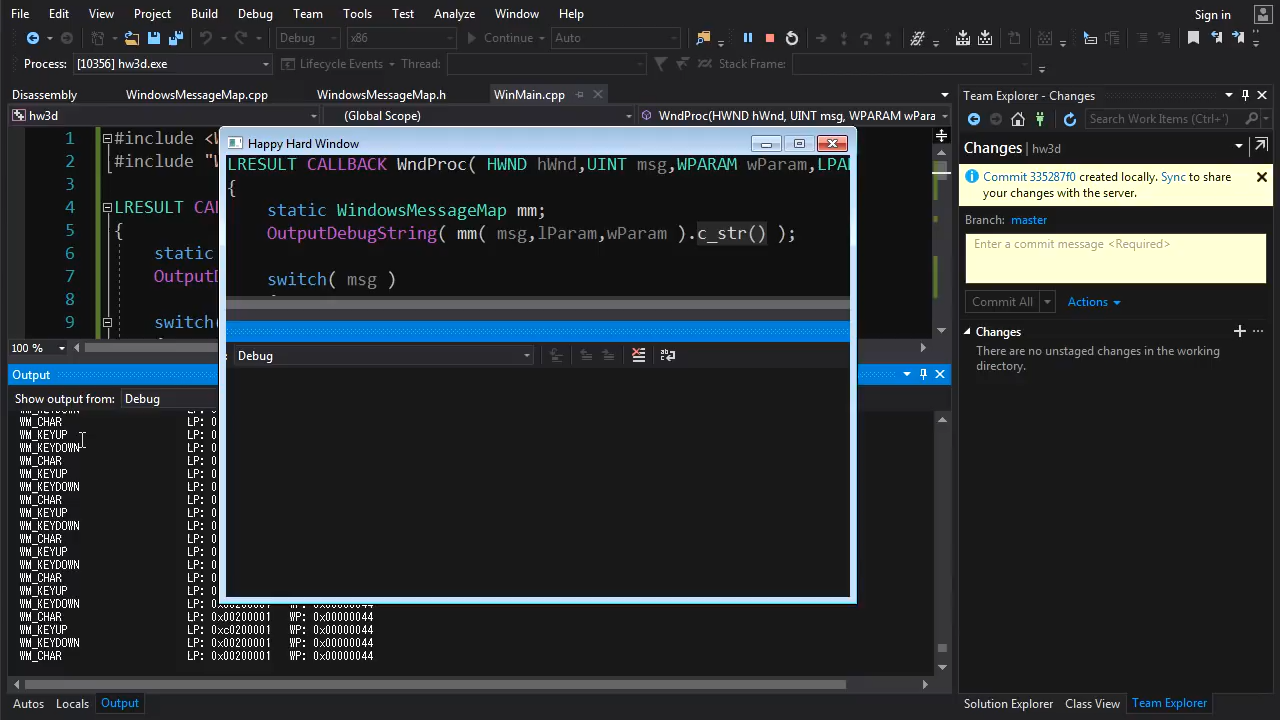 File Edit View Project Build Debug Team Tools Test Analyze Window Help Sign in
Debug x86 Continue Auto
Process: [10356] hw3d.exe Lifecycle Events Thread: Stack Frame:
Disassembly WindowsMessageMap.cpp WindowsMessageMap.h WinMain.cpp
hw3d (Global Scope) WndProc(HWND hWnd, UINT msg, WPARAM wPara
1 #include <W
2 #include "W
3
4 LRESULT CAL
5 {
6 static
7 OutputD
8
9 switch(
100 %
Output
Show output from: Debug
WM_KEYDOWN
WM_CHAR LP: 0
WM_KEYUP LP: 0
WM_KEYDOWN LP: 0
WM_CHAR LP: 0
WM_KEYUP LP: 0
WM_KEYDOWN LP: 0
WM_CHAR LP: 0
WM_KEYUP LP: 0
WM_KEYDOWN LP: 0
WM_CHAR LP: 0
WM_KEYUP LP: 0
WM_KEYDOWN LP: 0
WM_CHAR LP: 0
WM_KEYUP LP: 0
WM_KEYDOWN LP: 0x00200001 WP: 0x00000044
WM_CHAR LP: 0x00200001 WP: 0x00000044
WM_KEYUP LP: 0xc0200001 WP: 0x00000044
WM_KEYDOWN LP: 0x00200001 WP: 0x00000044
WM_CHAR LP: 0x00200001 WP: 0x00000044
Autos Locals Output
Happy Hard Window
LRESULT CALLBACK WndProc( HWND hWnd,UINT msg,WPARAM wParam,LPAR
{
static WindowsMessageMap mm;
OutputDebugString( mm( msg,lParam,wParam ).c_str() );
switch( msg )
Debug
Team Explorer - Changes
Search Work Items (Ctrl+')
Changes | hw3d
Commit 335287f0 created locally. Sync to share
your changes with the server.
Branch: master
Enter a commit message <Required>
Commit All Actions
Changes
There are no unstaged changes in the working
directory.
Solution Explorer Class View Team Explorer